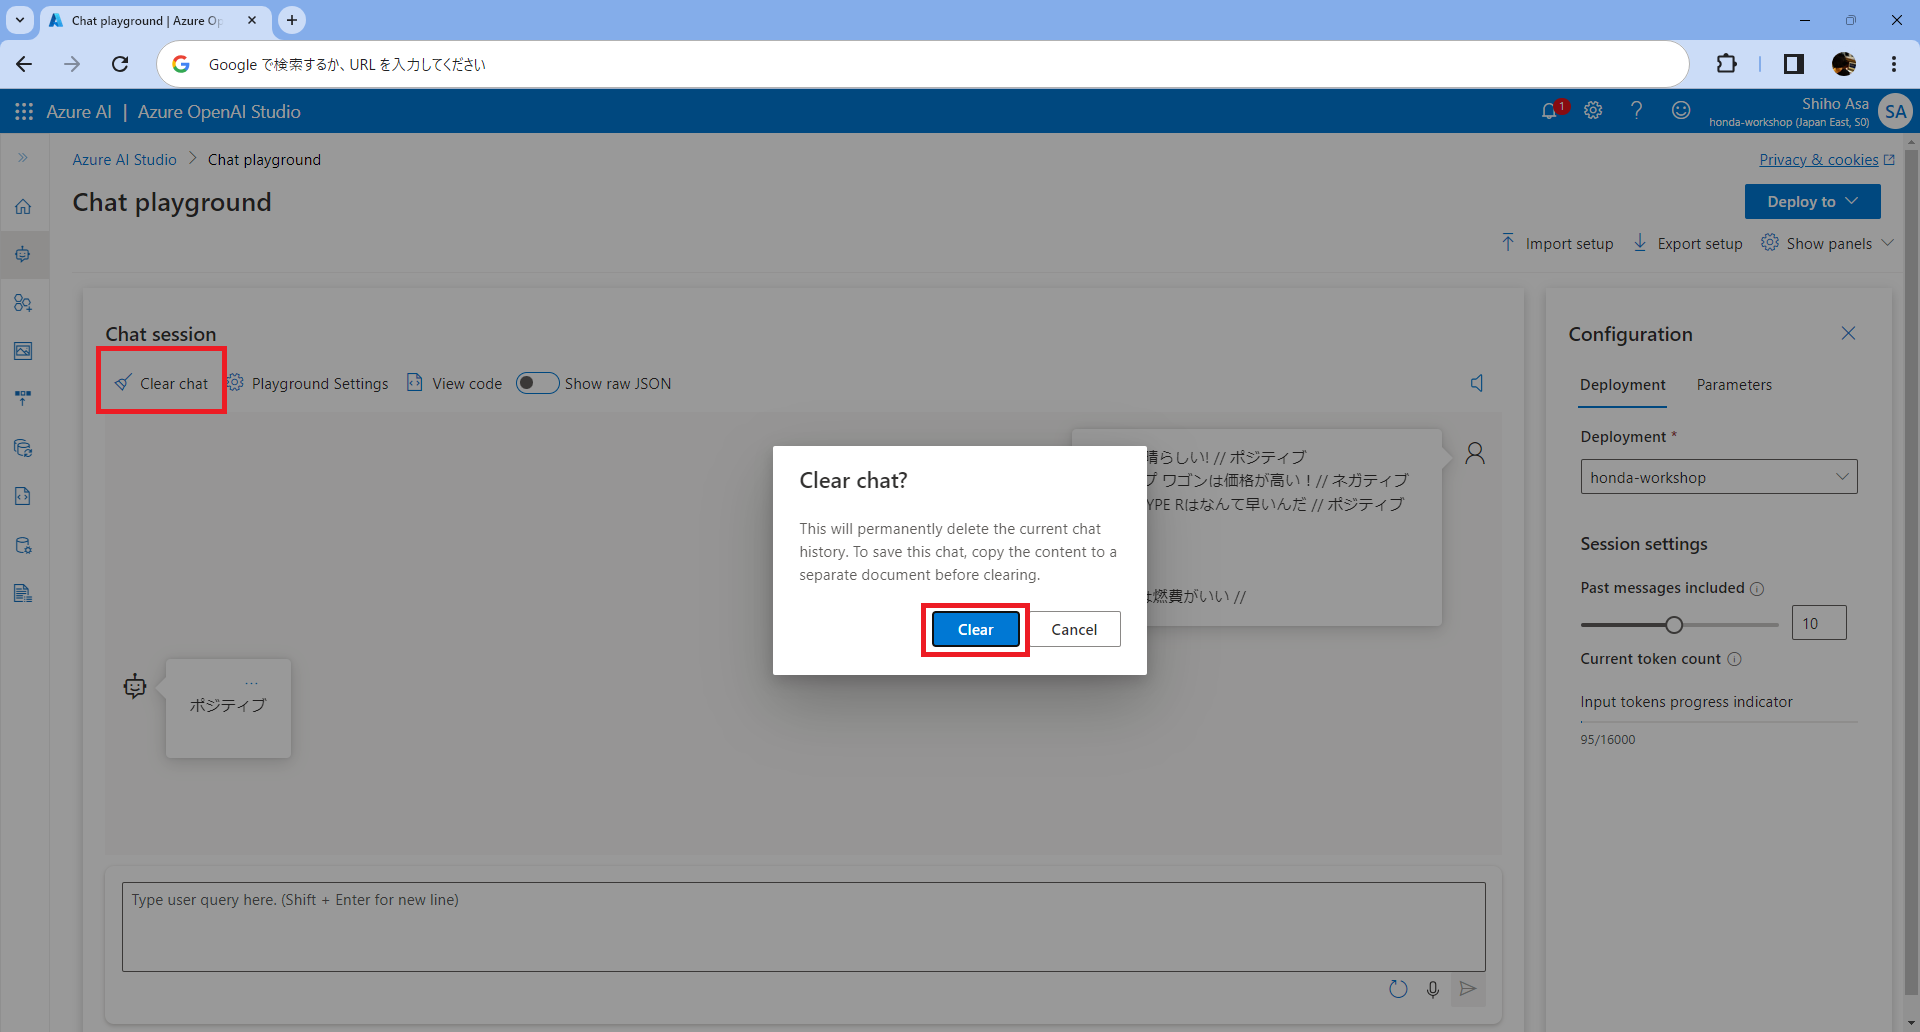 Chat playground | Azure Op
Google で検索するか、URL を入力してください
Azure AI | Azure OpenAI Studio
1
Shiho Asa
honda-workshop (Japan East, S0)
SA
Azure AI Studio > Chat playground
Privacy & cookies
Chat playground
Deploy to
Import setup
Export setup
Show panels
Chat session
Clear chat
Playground Settings
View code
Show raw JSON
晴らしい! // ポジティブ
プ ワゴンは価格が高い！// ネガティブ
YPE Rはなんて早いんだ // ポジティブ
は燃費がいい //
Clear chat?
This will permanently delete the current chat
history. To save this chat, copy the content to a
separate document before clearing.
Clear
Cancel
...
ポジティブ
Type user query here. (Shift + Enter for new line)
Configuration
Deployment
Parameters
Deployment *
honda-workshop
Session settings
Past messages included
10
Current token count
Input tokens progress indicator
95/16000